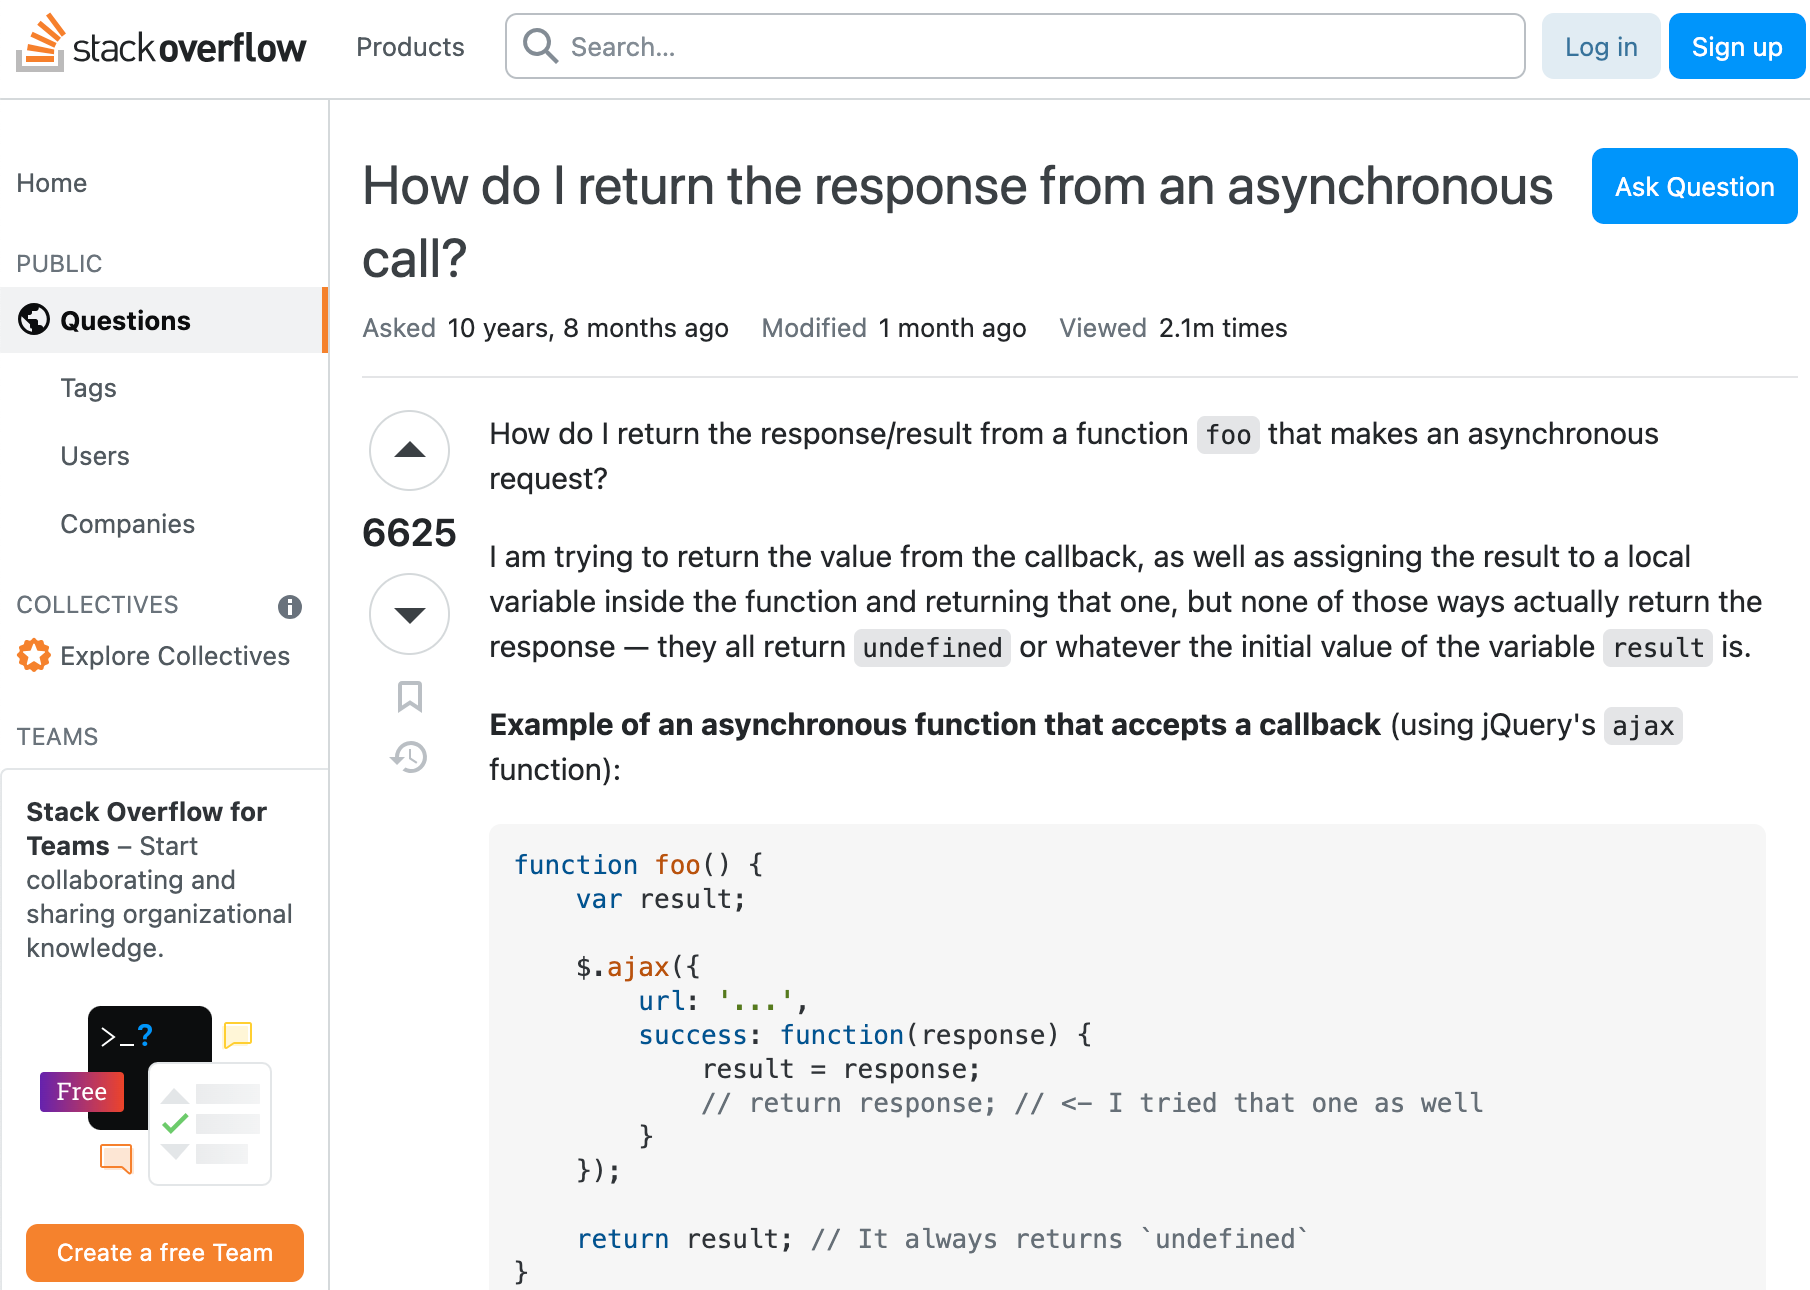 stackoverflow
Products
Search...
Log in
Sign up
Home
PUBLIC
Questions
Tags
Users
Companies
COLLECTIVES
Explore Collectives
TEAMS
Stack Overflow for
Teams – Start
collaborating and
sharing organizational
knowledge.
>_?
Free
Create a free Team
How do I return the response from an asynchronous
call?
Ask Question
Asked 10 years, 8 months ago Modified 1 month ago Viewed 2.1m times
6625
How do I return the response/result from a function foo that makes an asynchronous
request?
I am trying to return the value from the callback, as well as assigning the result to a local
variable inside the function and returning that one, but none of those ways actually return the
response — they all return undefined or whatever the initial value of the variable result is.
Example of an asynchronous function that accepts a callback (using jQuery's ajax
function):
function foo() {
    var result;

    $.ajax({
        url: '...',
        success: function(response) {
            result = response;
            // return response; // <- I tried that one as well
        }
    });

    return result; // It always returns `undefined`
}